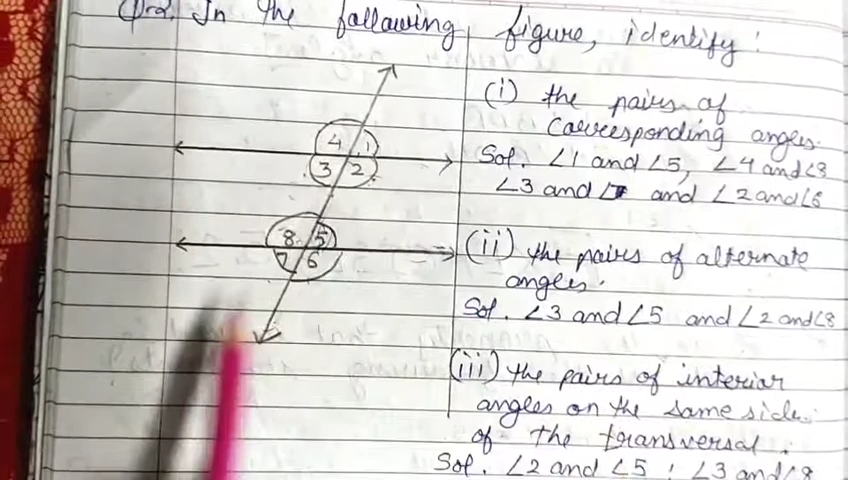 Q-2. In the following figure, identify:
(i) the pairs of
corresponding angles.
Sol. ∠1 and ∠5, ∠4 and ∠8
∠3 and ∠7 and ∠2 and ∠6
4 1
3 2
8 5
7 6
(ii) the pairs of alternate
angles.
Sol. ∠3 and ∠5 and ∠2 and ∠8
(iii) the pairs of interior
angles on the same side
of the transversal.
Sol. ∠2 and ∠5 ; ∠3 and ∠8